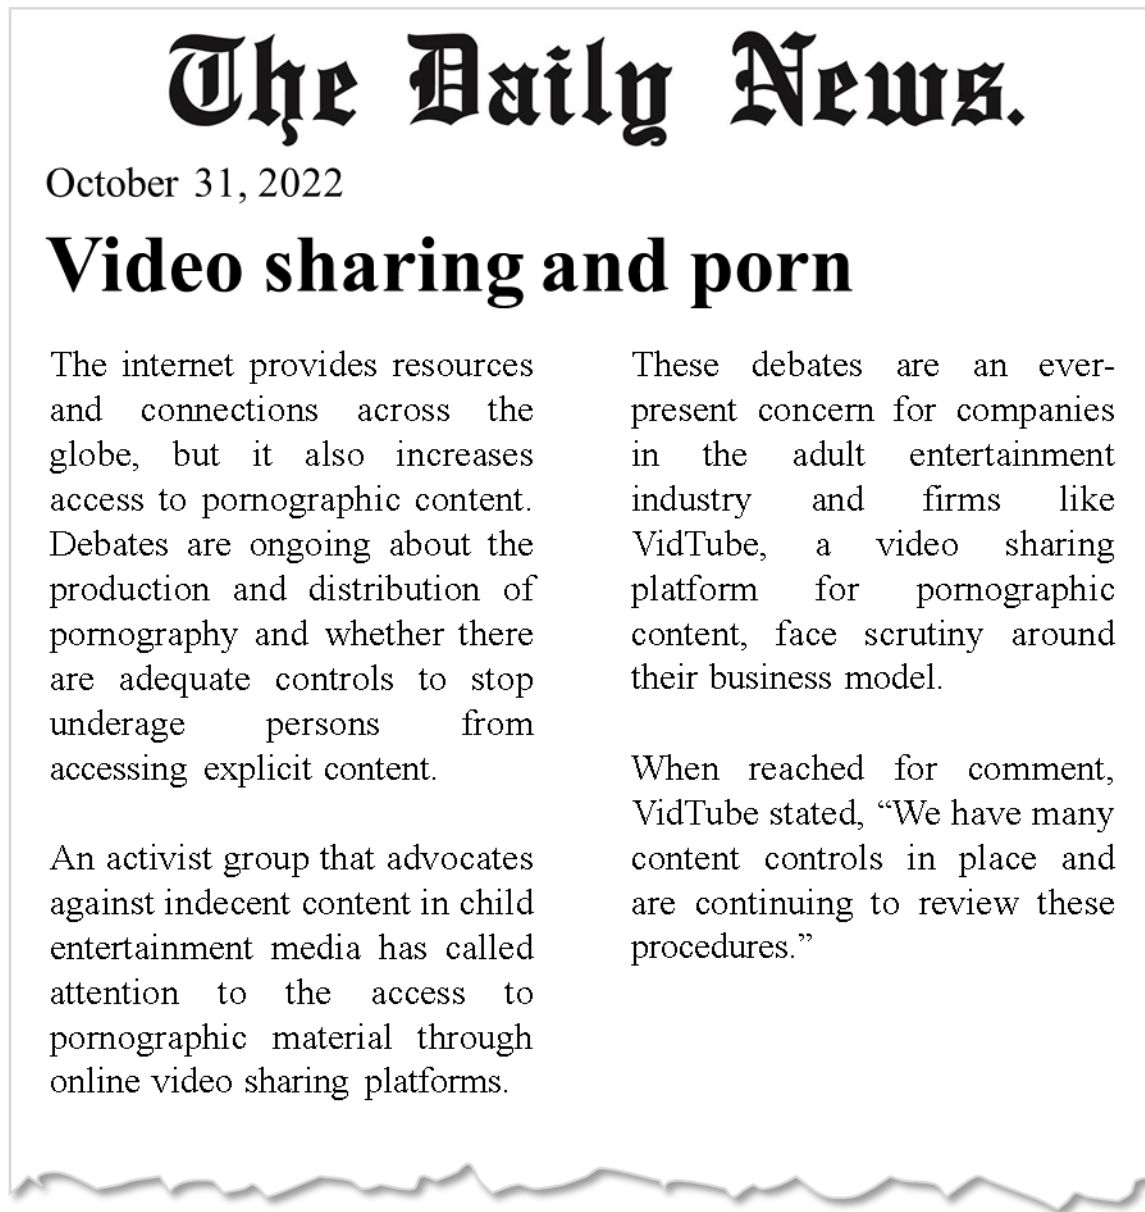 The Daily News.
October 31, 2022
Video sharing and porn
The internet provides resources
and connections across the
globe, but it also increases
access to pornographic content.
Debates are ongoing about the
production and distribution of
pornography and whether there
are adequate controls to stop
underage persons from
accessing explicit content.
An activist group that advocates
against indecent content in child
entertainment media has called
attention to the access to
pornographic material through
online video sharing platforms.
These debates are an ever-
present concern for companies
in the adult entertainment
industry and firms like
VidTube, a video sharing
platform for pornographic
content, face scrutiny around
their business model.
When reached for comment,
VidTube stated, “We have many
content controls in place and
are continuing to review these
procedures.”